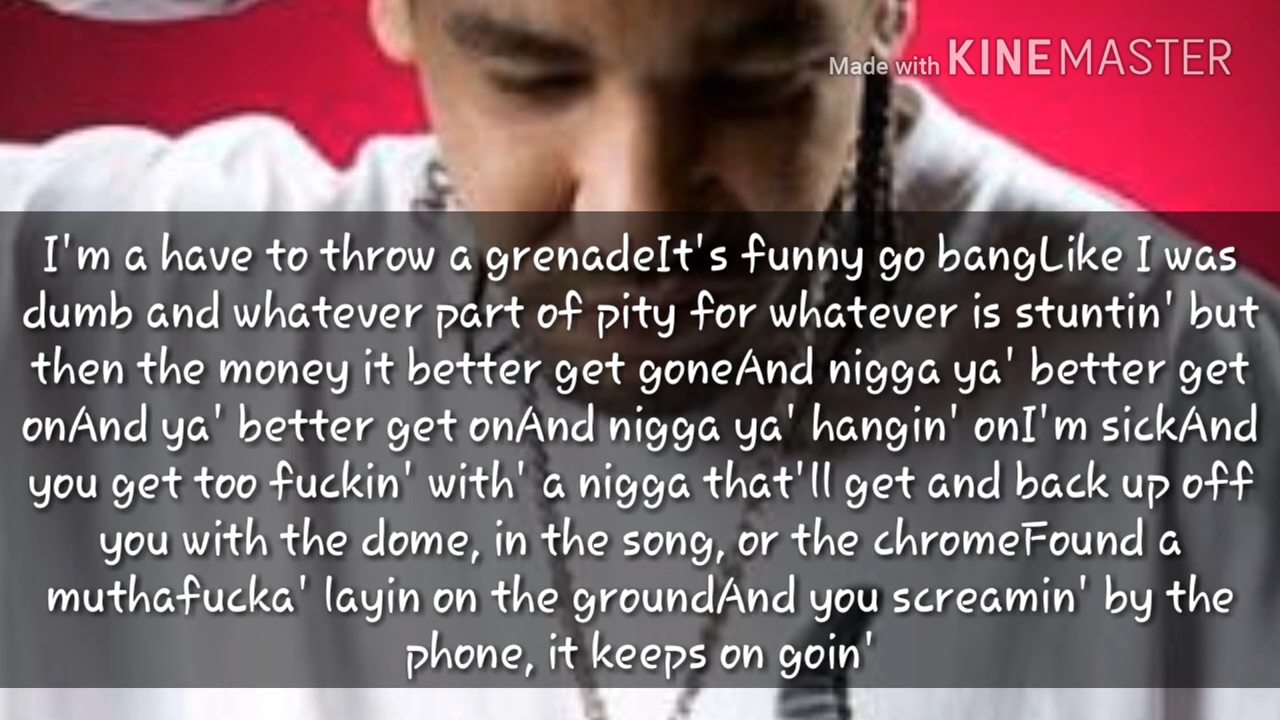 Made with KINEMASTER
I'm a have to throw a grenadeIt's funny go bangLike I was
dumb and whatever part of pity for whatever is stuntin' but
then the money it better get goneAnd nigga ya' better get
onAnd ya' better get onAnd nigga ya' hangin' onI'm sickAnd
you get too fuckin' with' a nigga that'll get and back up off
you with the dome, in the song, or the chromeFound a
muthafucka' layin on the groundAnd you screamin' by the
phone, it keeps on goin'